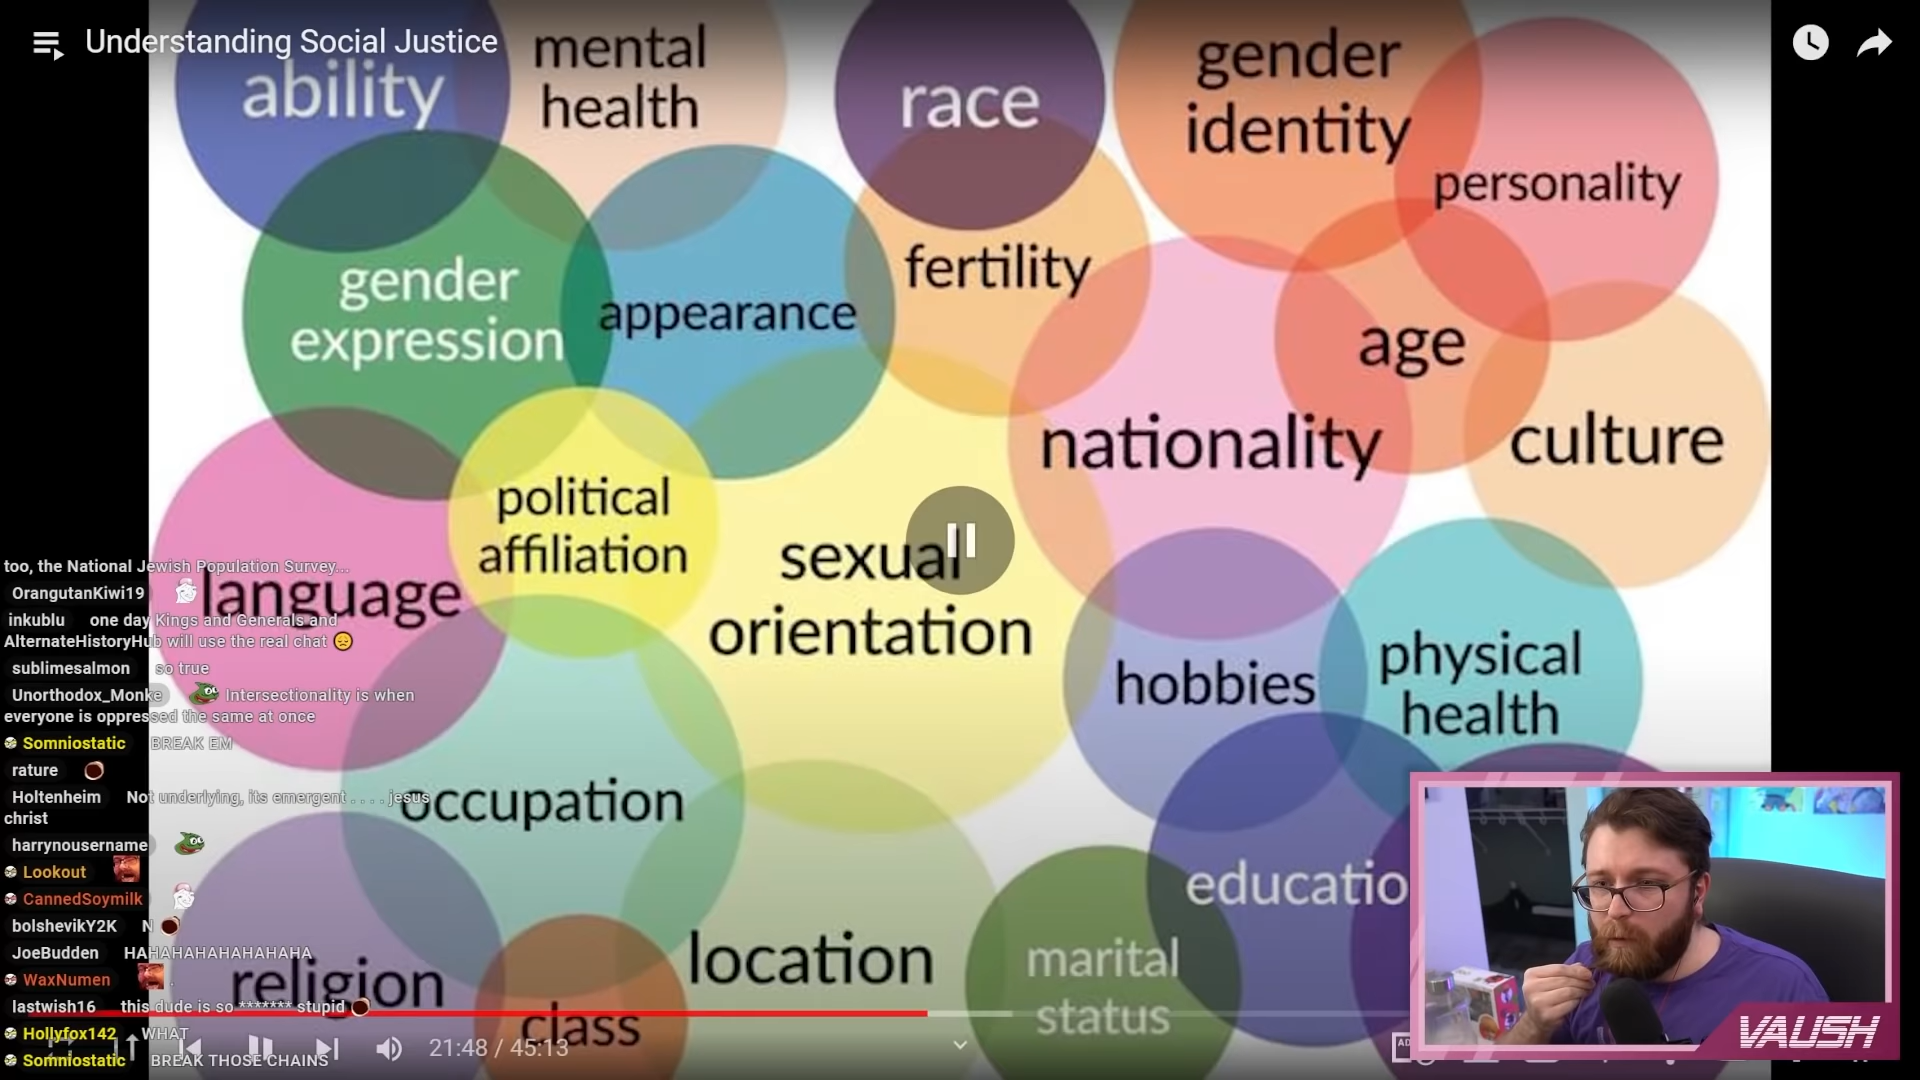 Understanding Social Justice
ability
mental
health
race
gender
identity
personality
gender
expression
appearance
fertility
age
nationality
culture
political
affiliation
sexual
orientation
language
hobbies
physical
health
occupation
education
location
marital
status
religion
class
too, the National Jewish Population Survey...
OrangutanKiwi19
inkublu one day Kings and Generals and
AlternateHistoryHub will use the real chat
sublimesalmon so true
Unorthodox_Monke Intersectionality is when
everyone is oppressed the same at once
Somniostatic BREAK EM
rature
Holtenheim Not underlying, its emergent . . . . jesus
christ
harrynousername
Lookout
CannedSoymilk
bolshevikY2K N
JoeBudden HAHAHAHAHAHAHAHA
WaxNumen .
lastwish16 this dude is so ******* stupid
Hollyfox142 WHAT
Somniostatic BREAK THOSE CHAINS
21:48 / 45:13
VAUSH